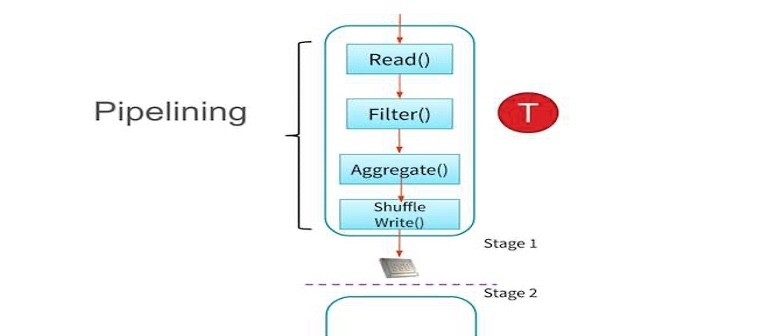 Read()
Pipelining
Filter()
T
Aggregate()
Shuffle
Write()
Stage 1
Stage 2